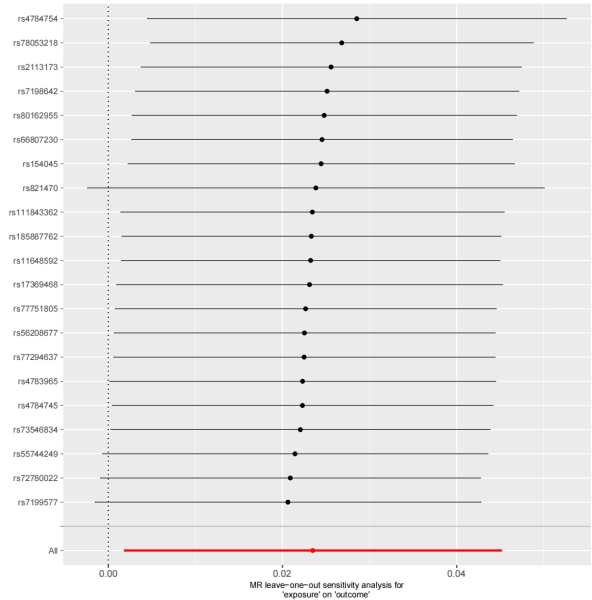 rs4784754
rs78053218
rs2113173
rs7198642
rs80162955
rs66807230
rs154045
rs821470
rs111843362
rs185887762
rs11648592
rs17369468
rs77751805
rs56208677
rs77294637
rs4783965
rs4784745
rs73546834
rs55744249
rs72780022
rs7199577
All
0.00 0.02 0.04
MR leave−one−out sensitivity analysis for
'exposure' on 'outcome'